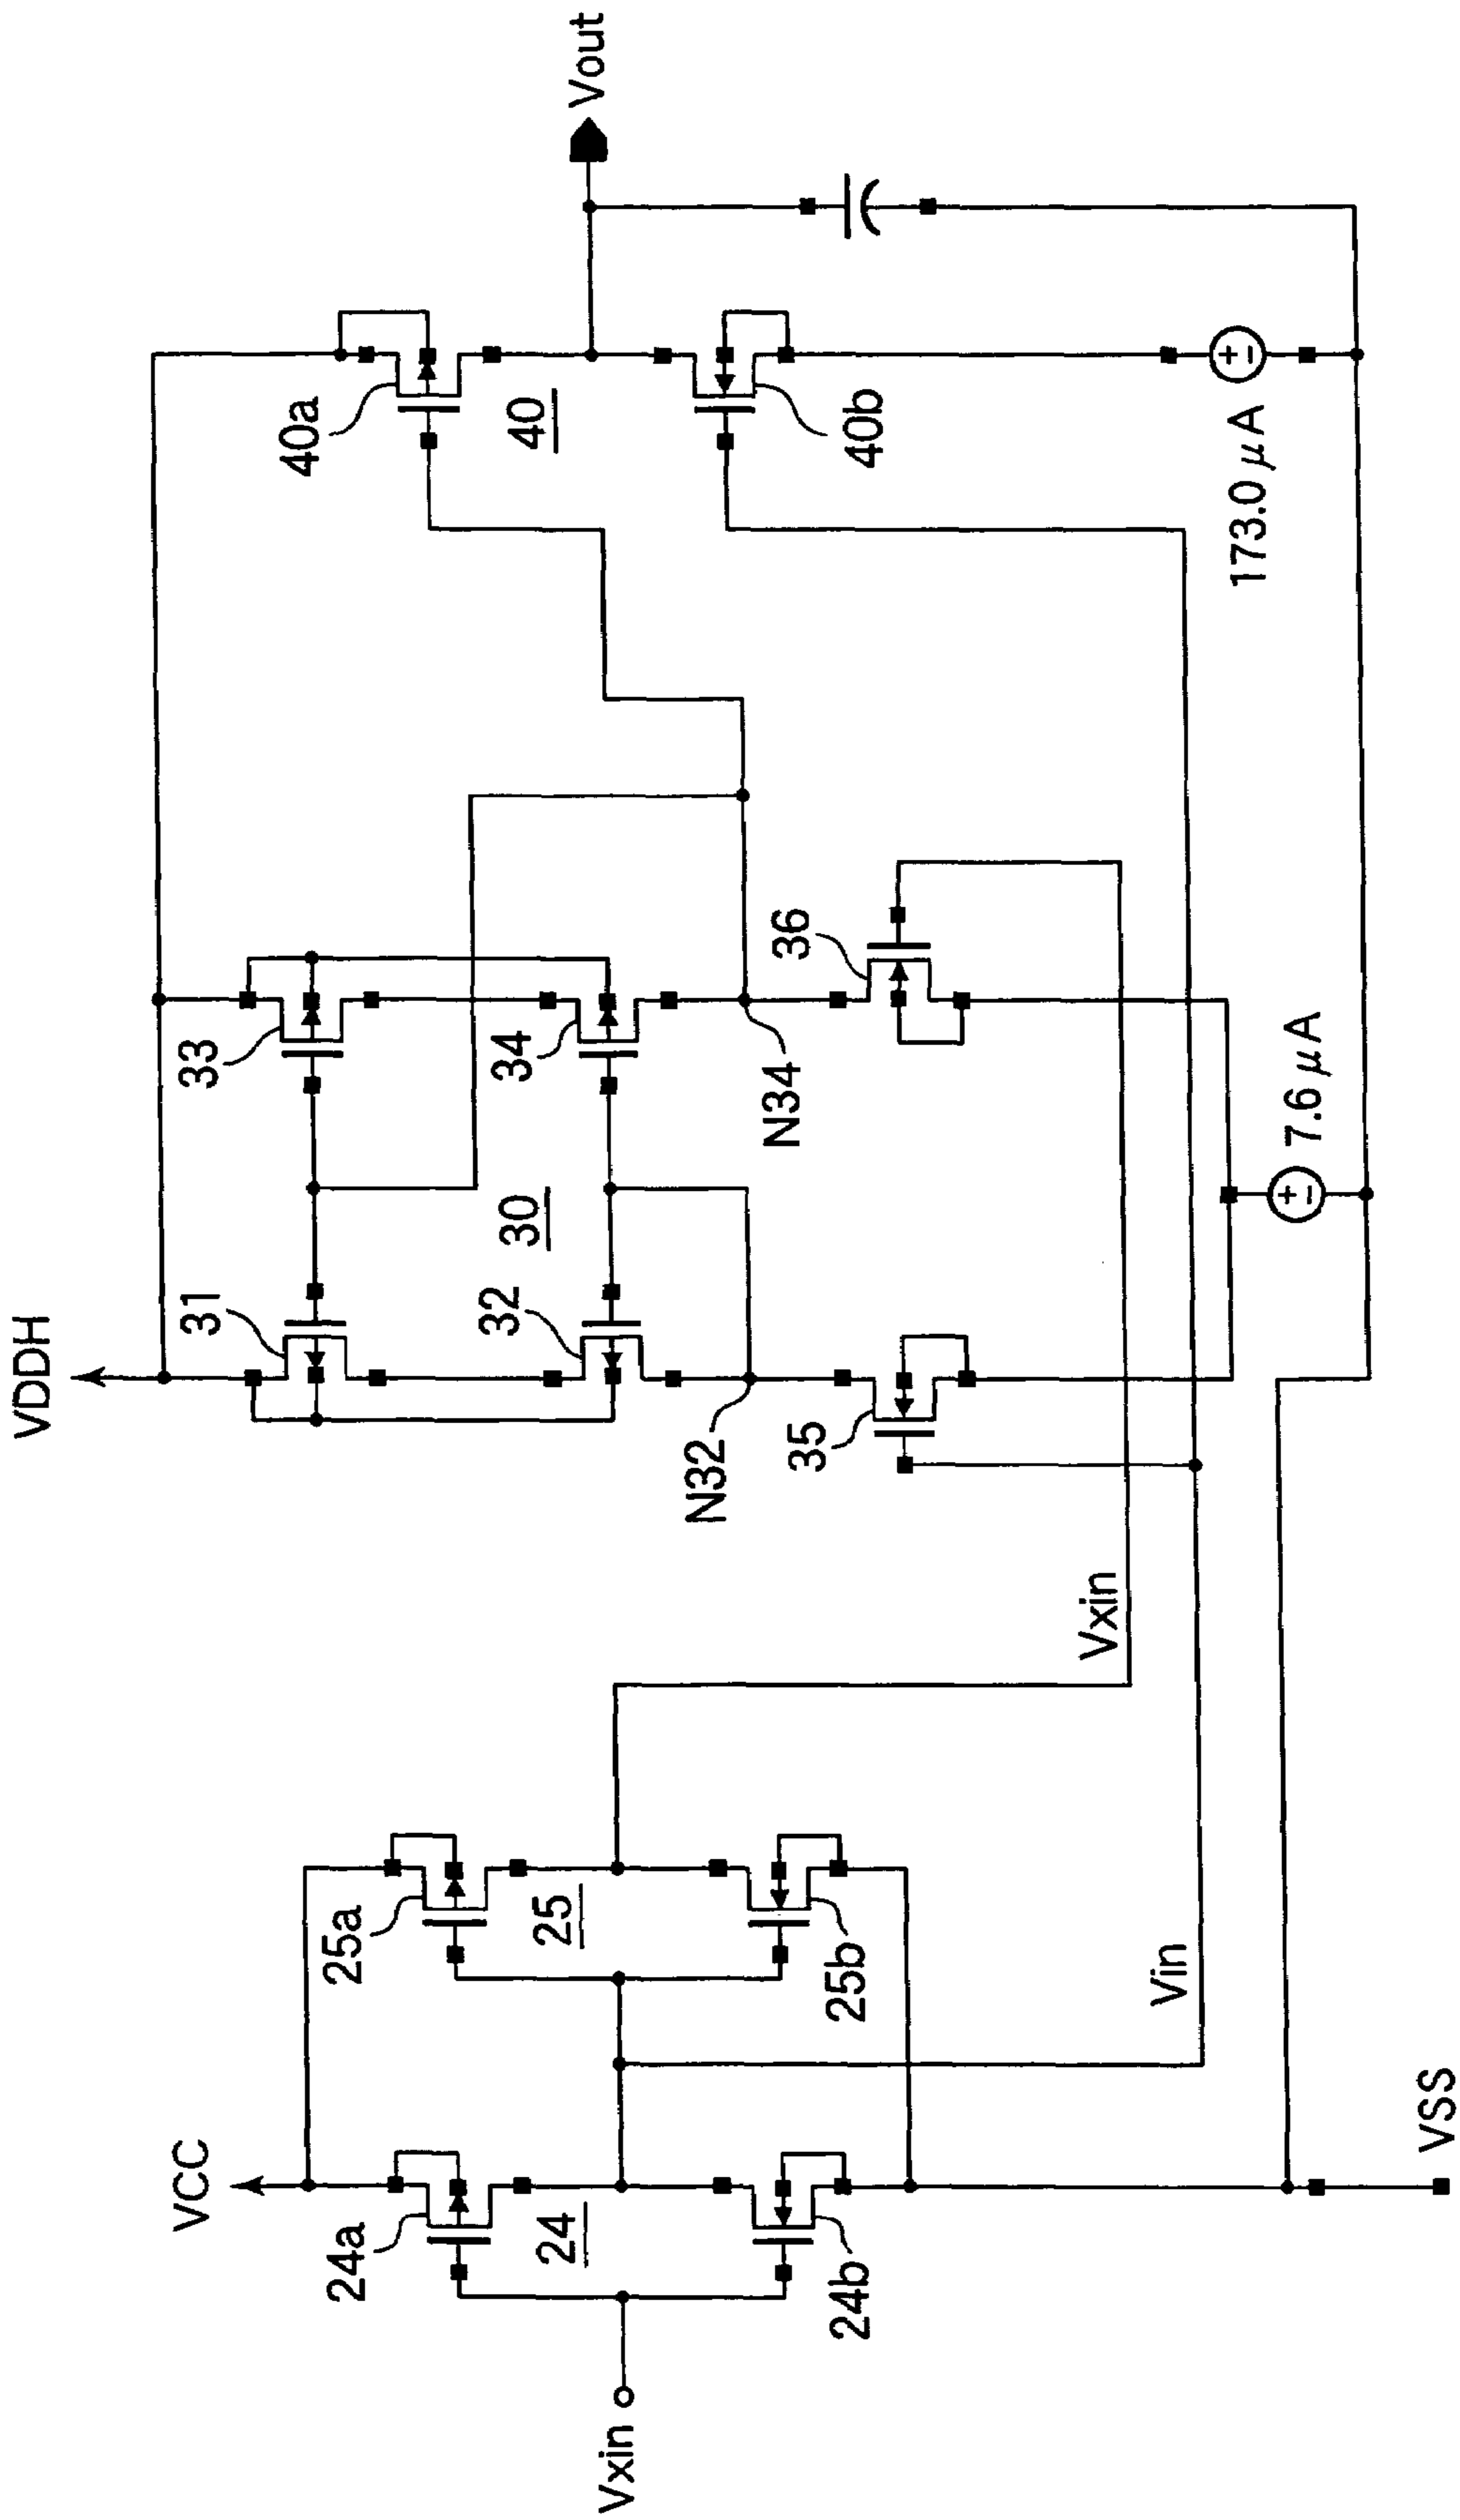 VDDH
VCC
Vout
31
33
40a
24a
25a
32
30
34
40
24
25
Vxin
N32
N34
35
36
40b
24b
25b
Vxin
Vin
7.6 μA
173.0 μA
VSS